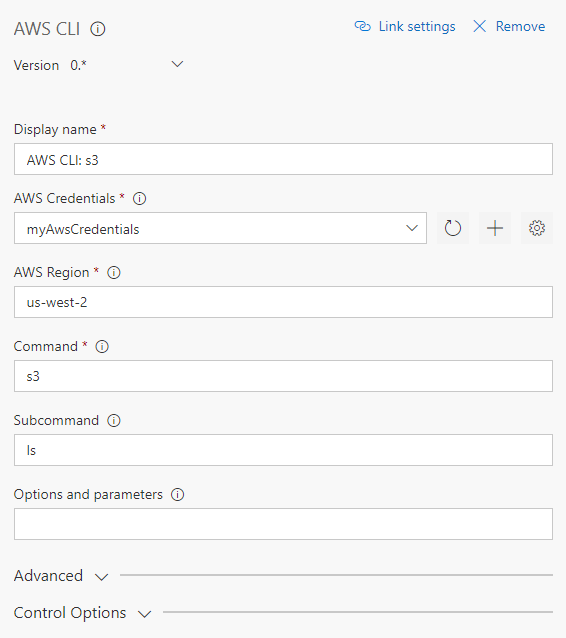 AWS CLI Link settings Remove
Version 0.*
Display name *
AWS CLI: s3
AWS Credentials *
myAwsCredentials
AWS Region *
us-west-2
Command *
s3
Subcommand
ls
Options and parameters
Advanced
Control Options